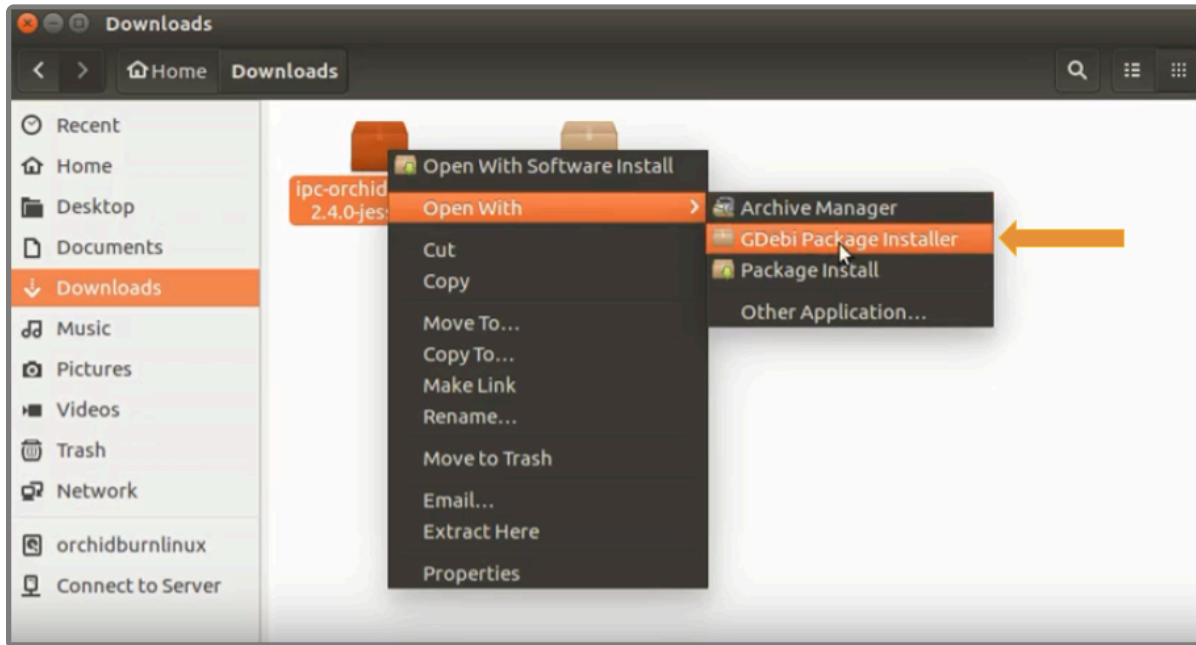 Downloads
Home Downloads
Recent
Home
Desktop
Documents
Downloads
Music
Pictures
Videos
Trash
Network
orchidburnlinux
Connect to Server
ipc-orchid
2.4.0-jes
Open With Software Install
Open With
Cut
Copy
Move To...
Copy To...
Make Link
Rename...
Move to Trash
Email...
Extract Here
Properties
Archive Manager
GDebi Package Installer
Package Install
Other Application...